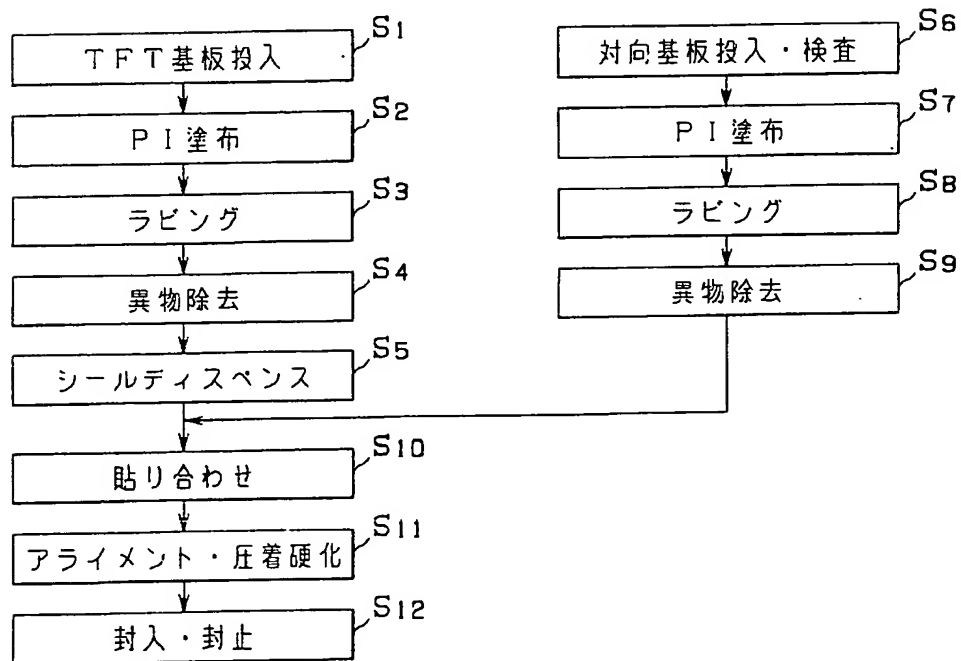 S1
TFT基板投入
S2
PI塗布
S3
ラビング
S4
異物除去
S5
シールディスペンス
S6
対向基板投入・検査
S7
PI塗布
S8
ラビング
S9
異物除去
S10
貼り合わせ
S11
アライメント・圧着硬化
S12
封入・封止